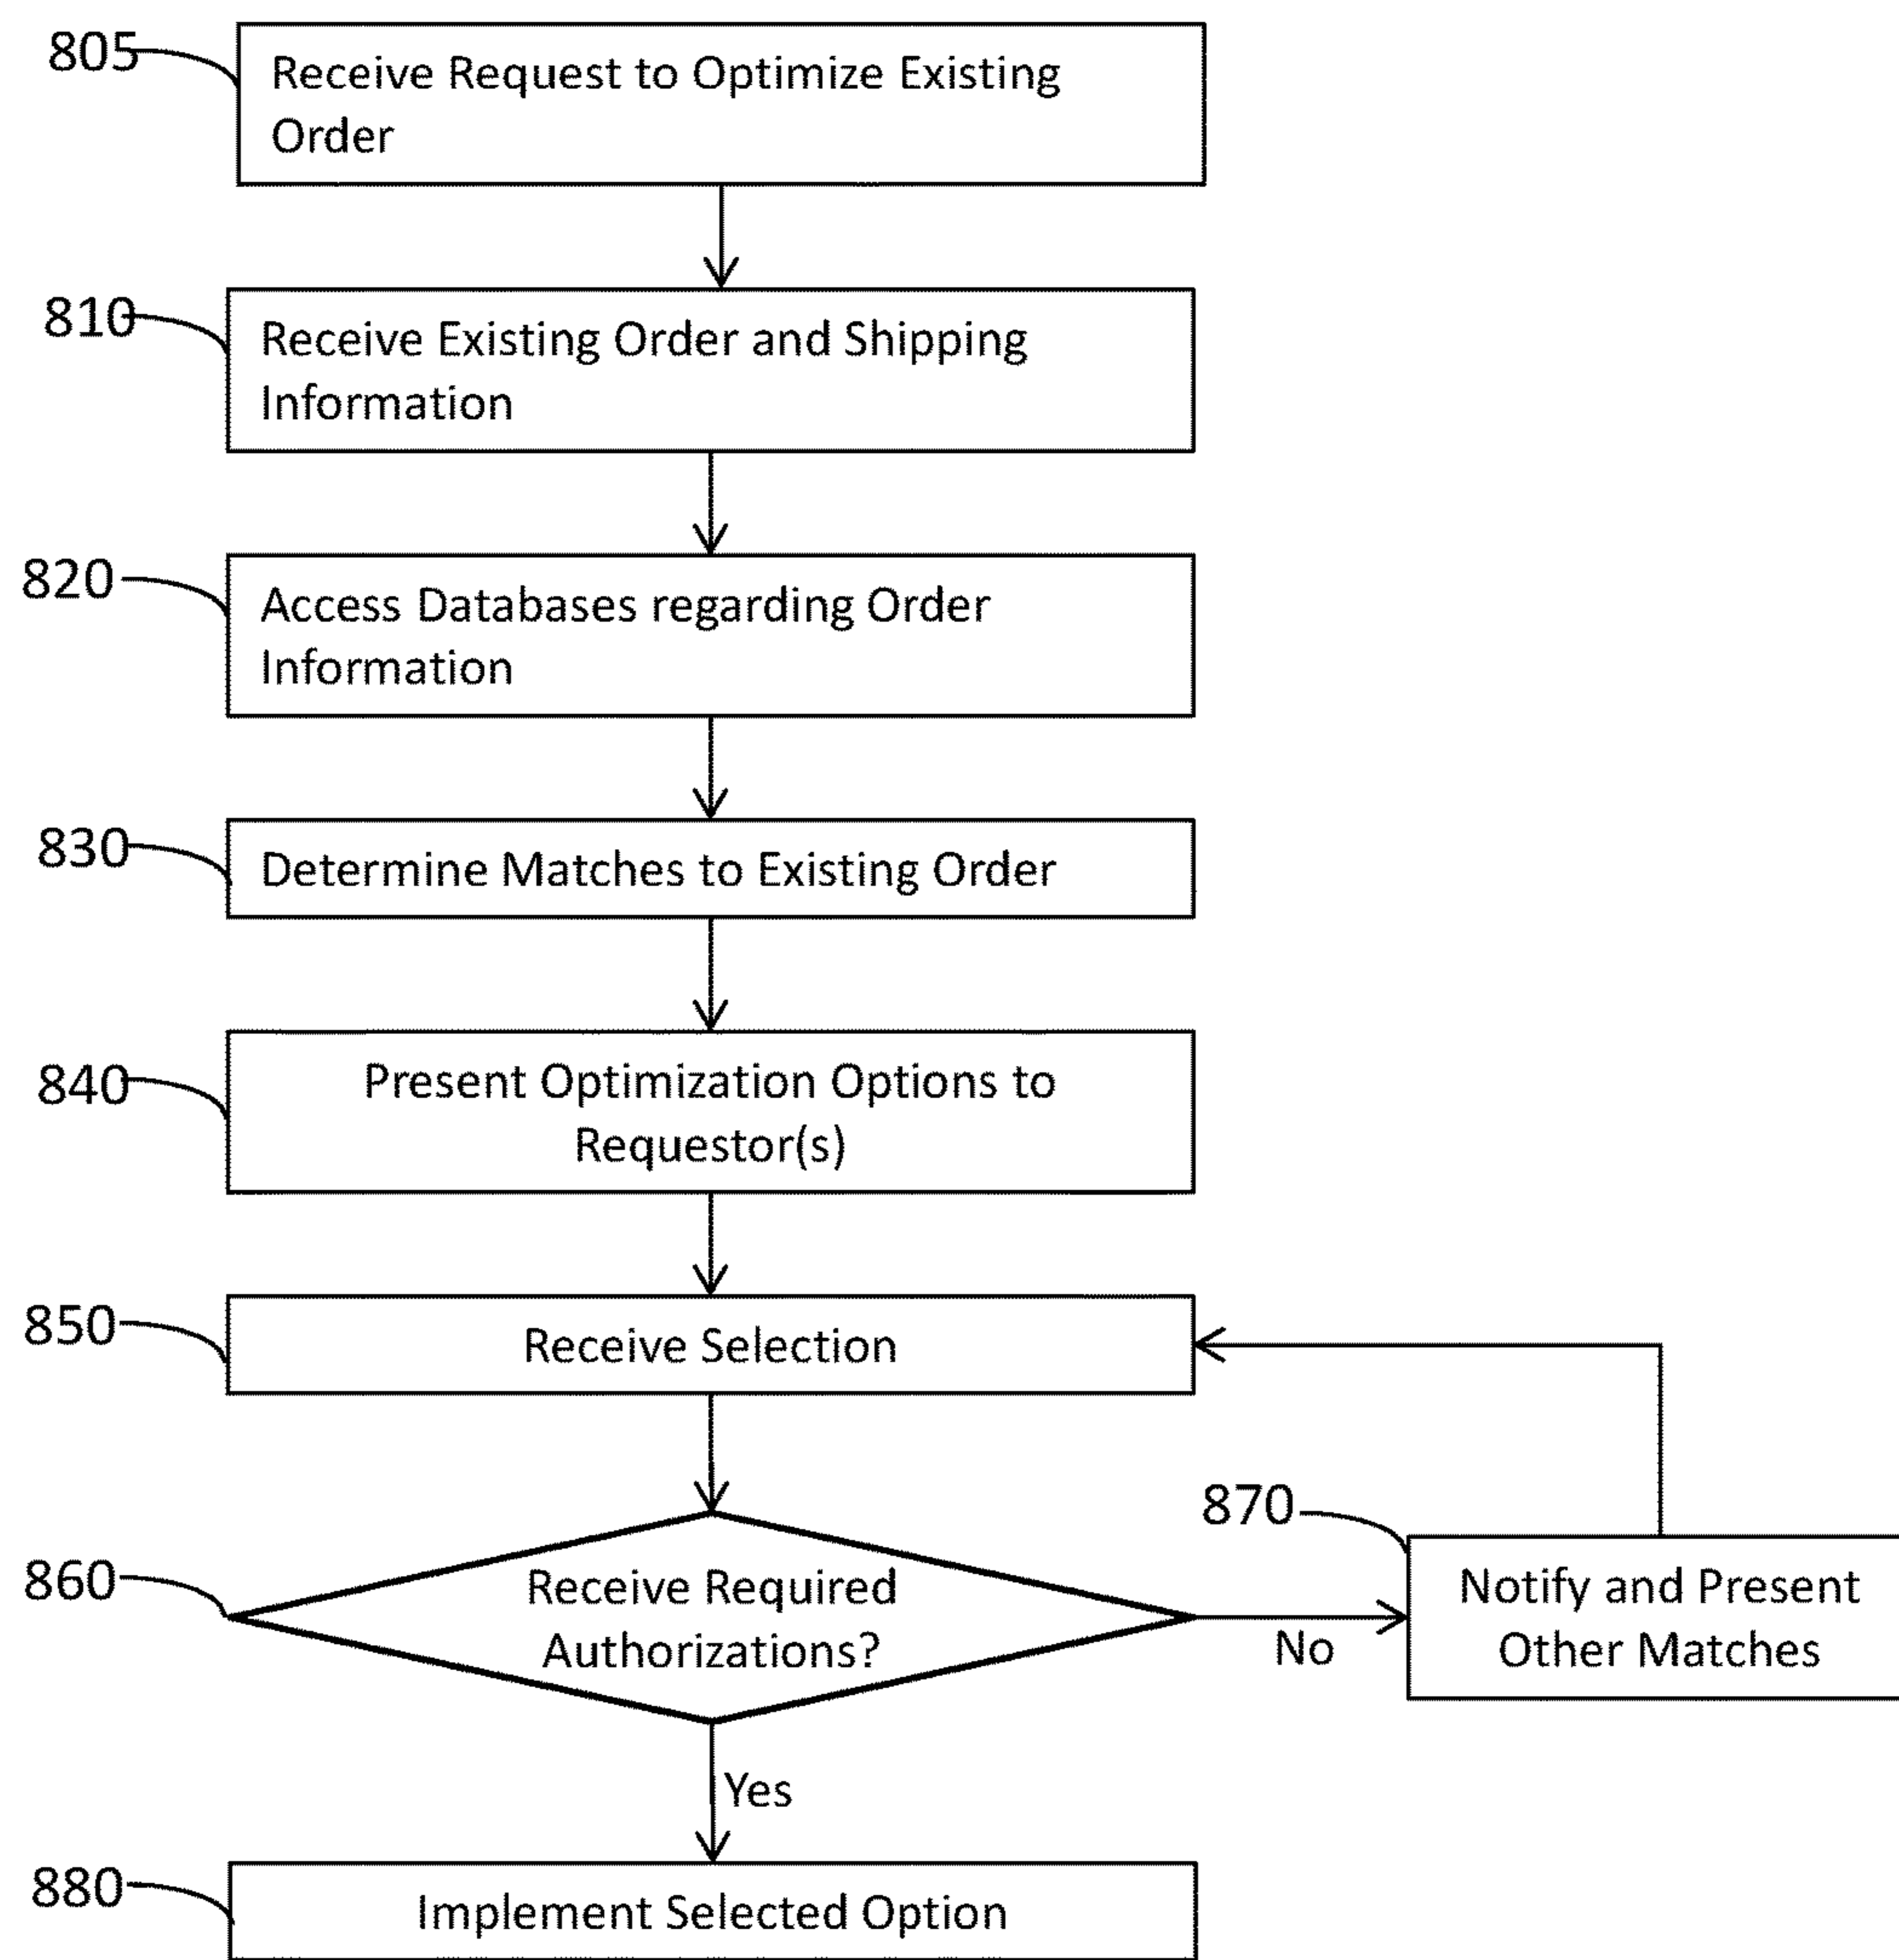 805
Receive Request to Optimize Existing
Order
810
Receive Existing Order and Shipping
Information
820
Access Databases regarding Order
Information
830
Determine Matches to Existing Order
840
Present Optimization Options to
Requestor(s)
850
Receive Selection
860
Receive Required
Authorizations?
No
870
Notify and Present
Other Matches
Yes
880
Implement Selected Option